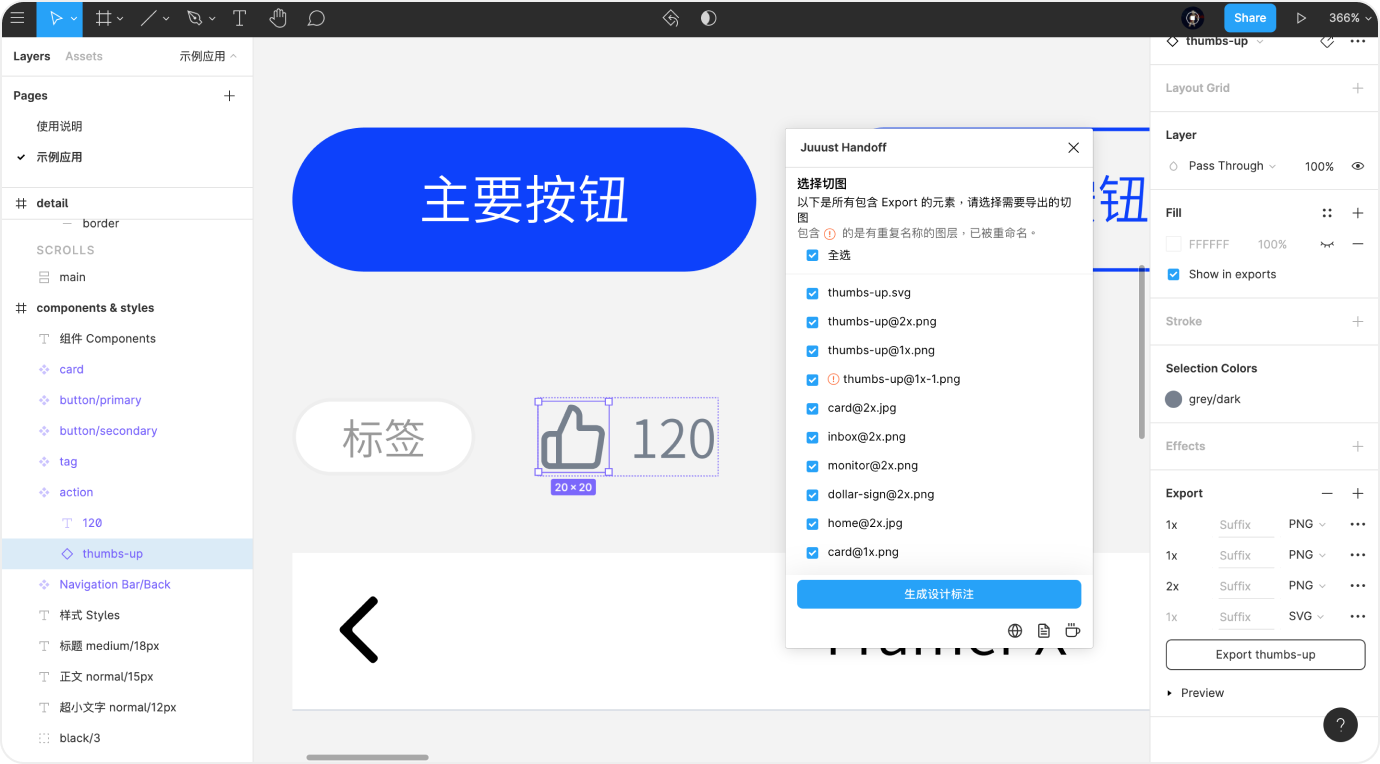 Share
366%
Layers
Assets
示例应用
Pages
使用说明
示例应用
detail
border
SCROLLS
main
components & styles
组件 Components
card
button/primary
button/secondary
tag
action
120
thumbs-up
Navigation Bar/Back
样式 Styles
标题 medium/18px
正文 normal/15px
超小文字 normal/12px
black/3
主要按钮
按钮
标签
120
20 × 20
Framer X
Juuust Handoff
选择切图
以下是所有包含 Export 的元素，请选择需要导出的切
图
包含 ! 的是有重复名称的图层，已被重命名。
全选
thumbs-up.svg
thumbs-up@2x.png
thumbs-up@1x.png
! thumbs-up@1x-1.png
card@2x.jpg
inbox@2x.png
monitor@2x.png
dollar-sign@2x.png
home@2x.jpg
card@1x.png
生成设计标注
thumbs-up
Layout Grid
Layer
Pass Through 100%
Fill
FFFFFF 100%
Show in exports
Stroke
Selection Colors
grey/dark
Effects
Export
1x Suffix PNG
1x Suffix PNG
2x Suffix PNG
1x Suffix SVG
Export thumbs-up
Preview
?